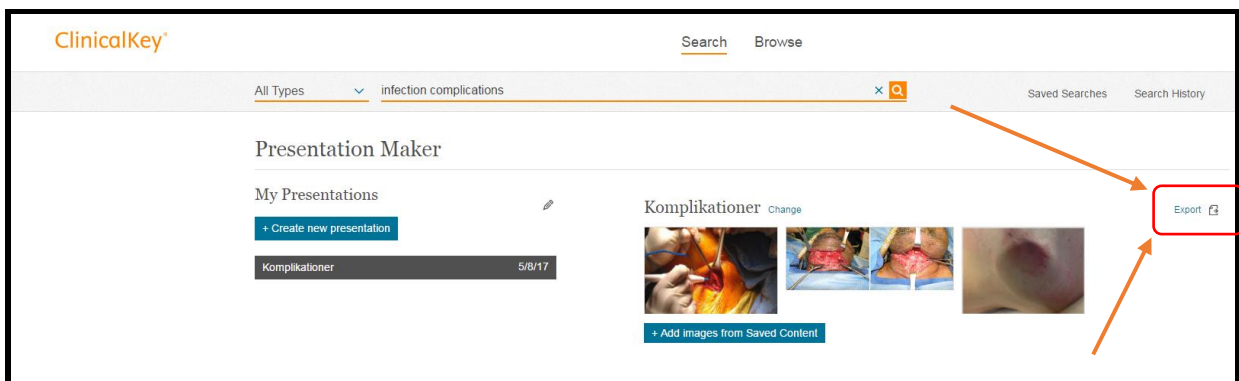 ClinicalKey
Search Browse
All Types infection complications Saved Searches Search History
Presentation Maker
My Presentations
+ Create new presentation
Komplikationer 5/8/17
Komplikationer Change
Export
+ Add images from Saved Content